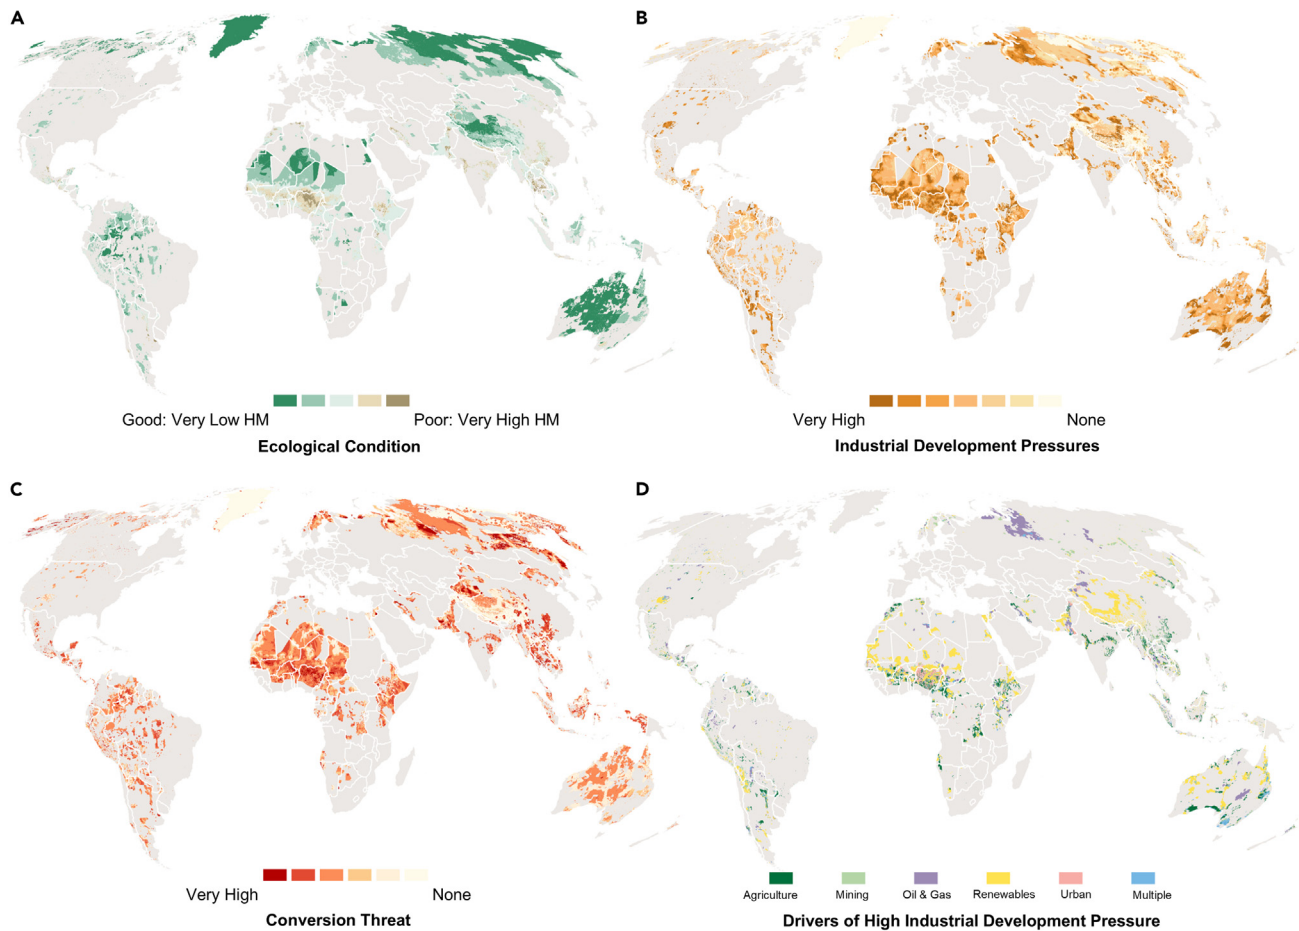 A
B
Good: Very Low HM
Poor: Very High HM
Ecological Condition
Very High
None
Industrial Development Pressures
C
D
Very High
None
Conversion Threat
Agriculture
Mining
Oil & Gas
Renewables
Urban
Multiple
Drivers of High Industrial Development Pressure